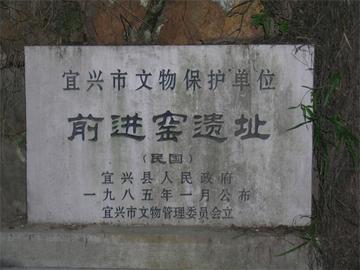 宜兴市文物保护单位
前进窑遗址
(民国)
宜兴县人民政府
一九八五年一月公布
宜兴市文物管理委员会立